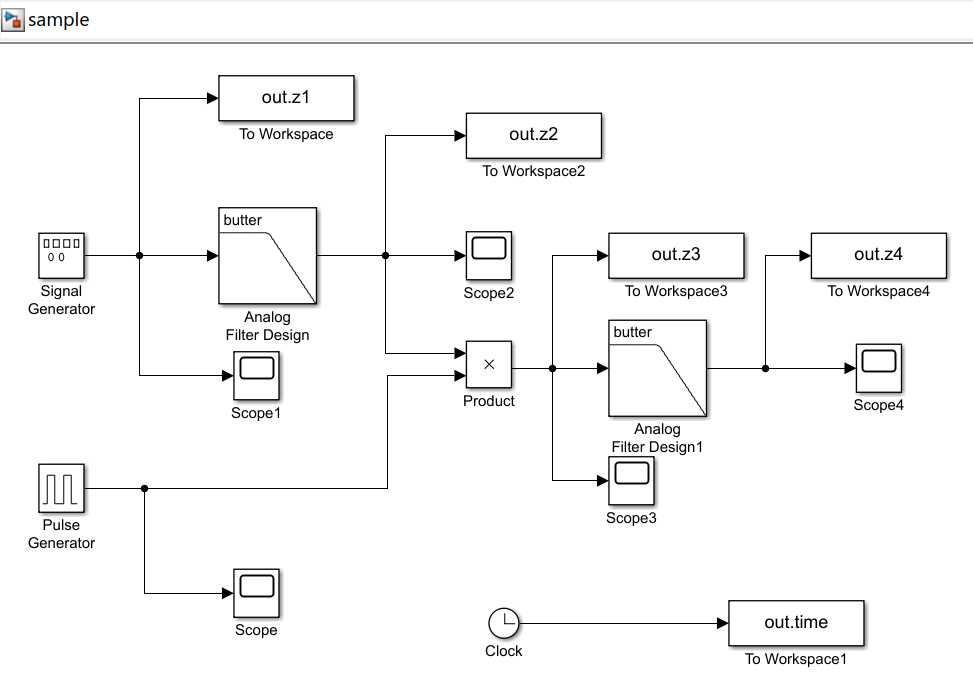 sample
out.z1
To Workspace
out.z2
To Workspace2
butter
Signal
Generator
Analog
Filter Design
Scope2
out.z3
To Workspace3
out.z4
To Workspace4
Scope1
×
Product
butter
Analog
Filter Design1
Scope4
Pulse
Generator
Scope3
Scope
Clock
out.time
To Workspace1